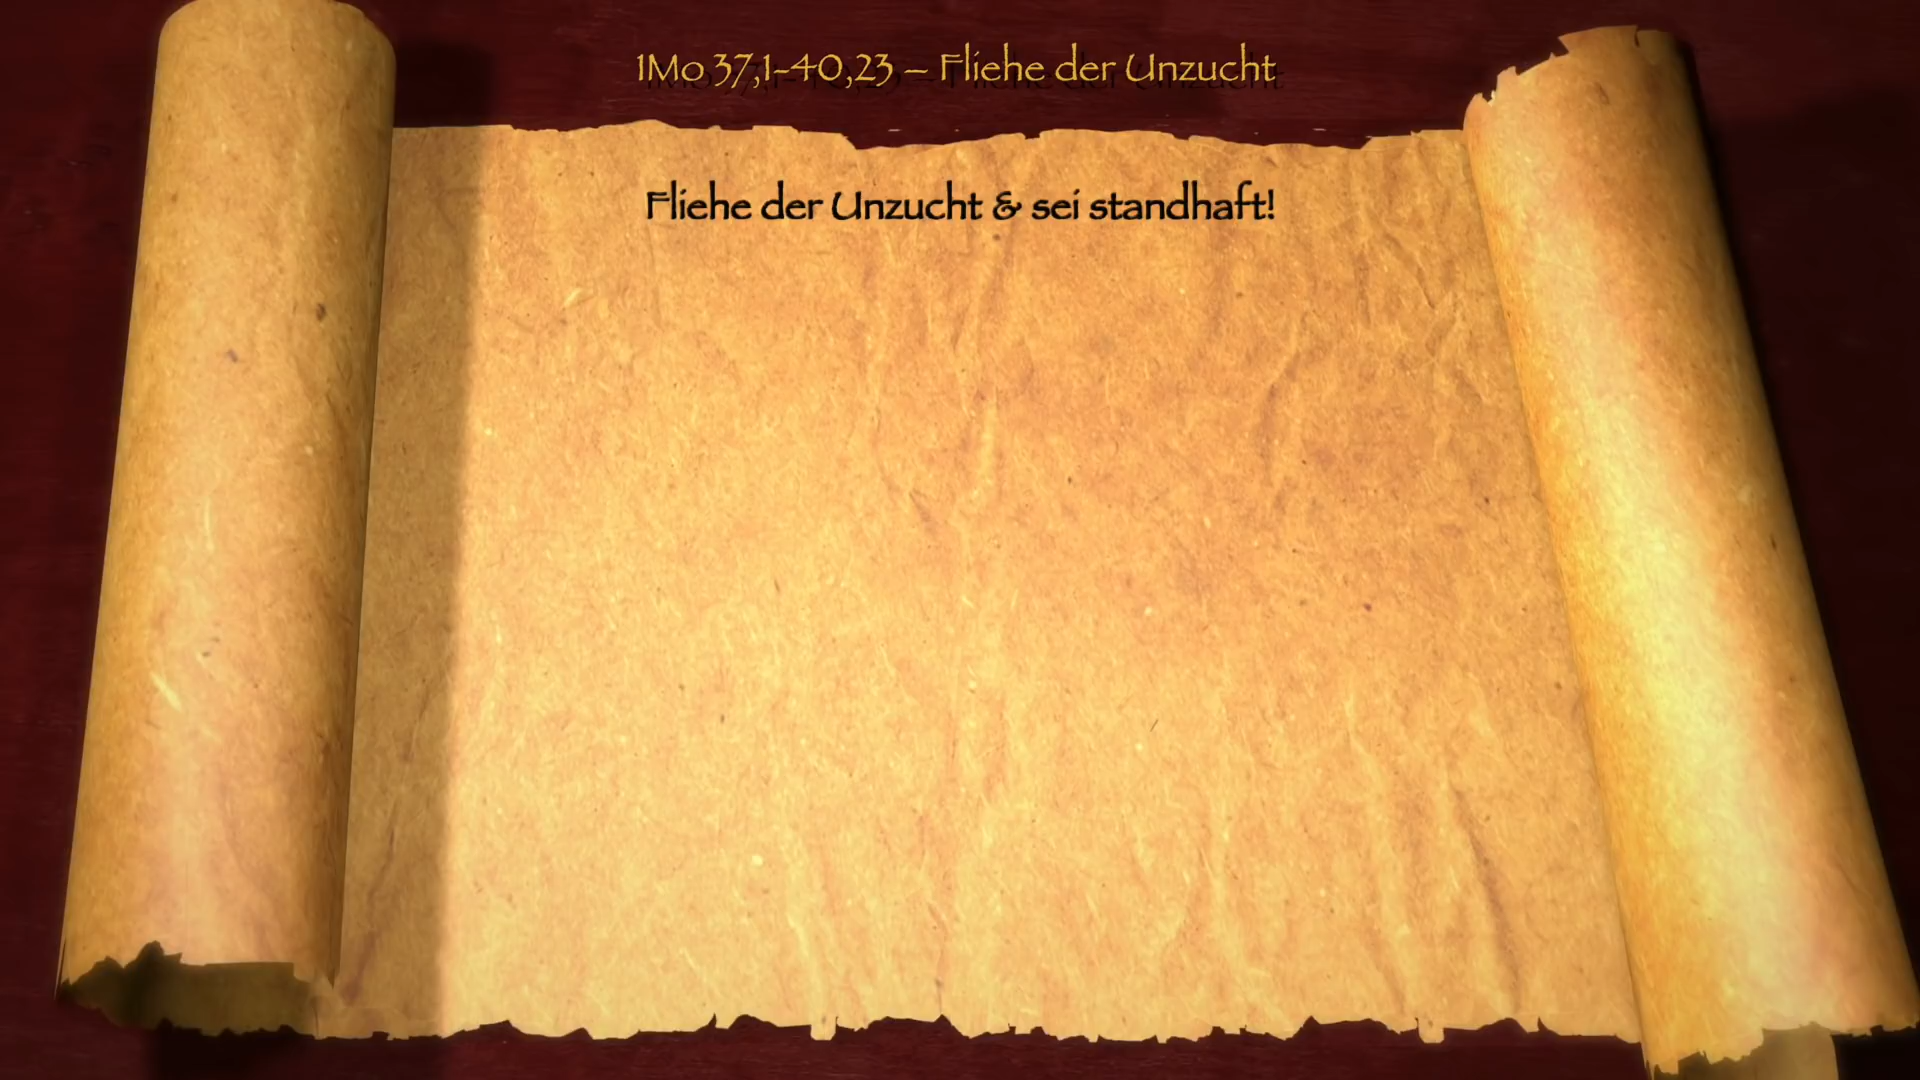 1Mo 37,1-40,23 – Fliehe der Unzucht
Fliehe der Unzucht & sei standhaft!